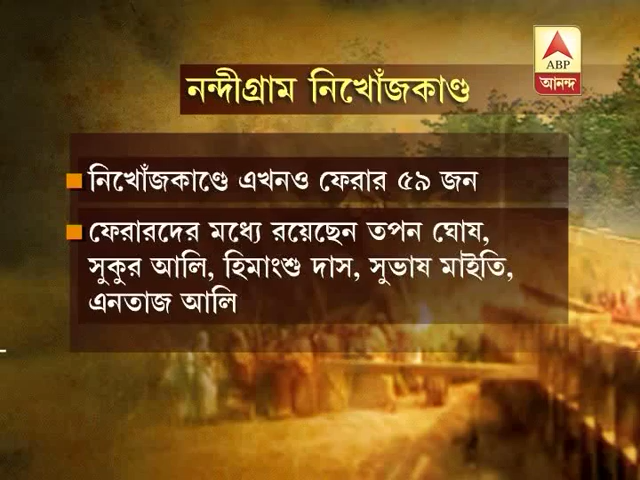 নন্দীগ্রাম নিখোঁজকাণ্ড
ABP
আনন্দ
নিখোঁজকাণ্ডে এখনও ফেরার ৫৯ জন
ফেরারদের মধ্যে রয়েছেন তপন ঘোষ,
সুকুর আলি, হিমাংশু দাস, সুভাষ মাইতি,
এনতাজ আলি